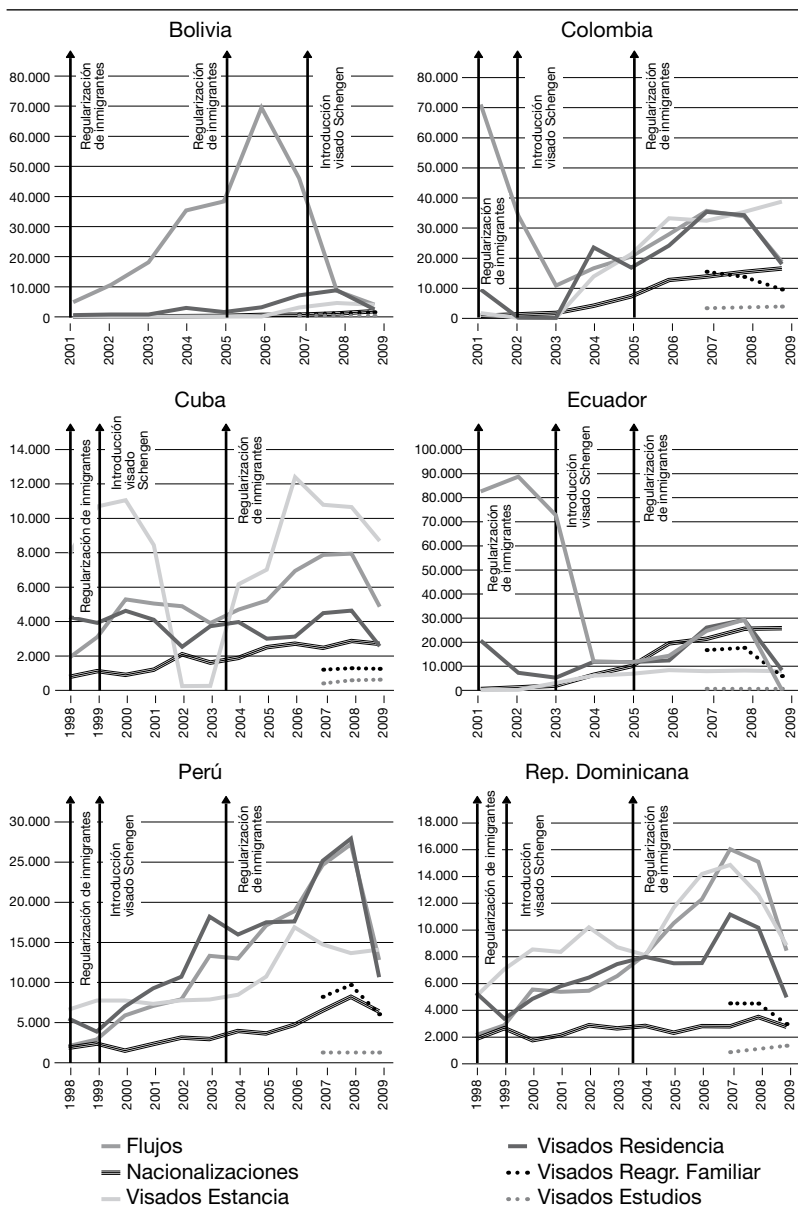 Bolivia
80.000
70.000
60.000
50.000
40.000
30.000
20.000
10.000
0
Regularización
de inmigrantes
Regularización
de inmigrantes
Introducción
visado Schengen
2001
2002
2003
2004
2005
2006
2007
2008
2009
Colombia
80.000
70.000
60.000
50.000
40.000
30.000
20.000
10.000
0
Regularización
de inmigrantes
Introducción
visado Schengen
Regularización
de inmigrantes
2001
2002
2003
2004
2005
2006
2007
2008
2009
Cuba
14.000
12.000
10.000
8.000
6.000
4.000
2.000
0
Regularización de inmigrantes
Introducción
visado
Schengen
Regularización
de inmigrantes
1998
1999
2000
2001
2002
2003
2004
2005
2006
2007
2008
2009
Ecuador
100.000
90.000
80.000
70.000
60.000
50.000
40.000
30.000
20.000
10.000
0
Regularización
de inmigrantes
Introducción
visado Schengen
Regularización
de inmigrantes
2001
2002
2003
2004
2005
2006
2007
2008
2009
Perú
30.000
25.000
20.000
15.000
10.000
5.000
0
Regularización de inmigrantes
Introducción
visado Schengen
Regularización
de inmigrantes
1998
1999
2000
2001
2002
2003
2004
2005
2006
2007
2008
2009
Rep. Dominicana
18.000
16.000
14.000
12.000
10.000
8.000
6.000
4.000
2.000
0
Regularización de inmigrantes
Introducción
visado Schengen
Regularización
de inmigrantes
1998
1999
2000
2001
2002
2003
2004
2005
2006
2007
2008
2009
Flujos
Nacionalizaciones
Visados Estancia
Visados Residencia
Visados Reagr. Familiar
Visados Estudios